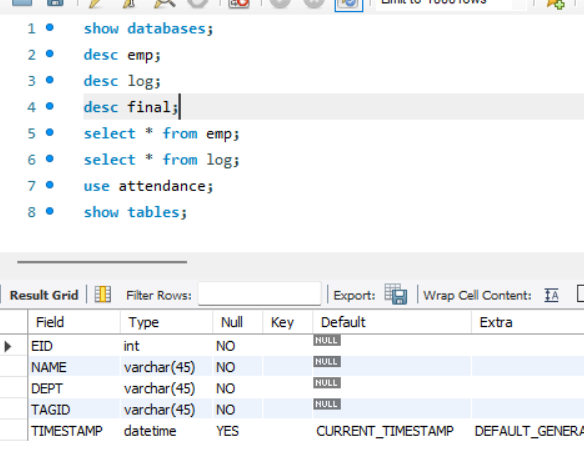 Limit to 1000 rows
1 show databases;
2 desc emp;
3 desc log;
4 desc final;
5 select * from emp;
6 select * from log;
7 use attendance;
8 show tables;
Result Grid Filter Rows: Export: Wrap Cell Content: IA
Field Type Null Key Default Extra
EID int NO NULL
NAME varchar(45) NO NULL
DEPT varchar(45) NO NULL
TAGID varchar(45) NO NULL
TIMESTAMP datetime YES CURRENT_TIMESTAMP DEFAULT_GENERA